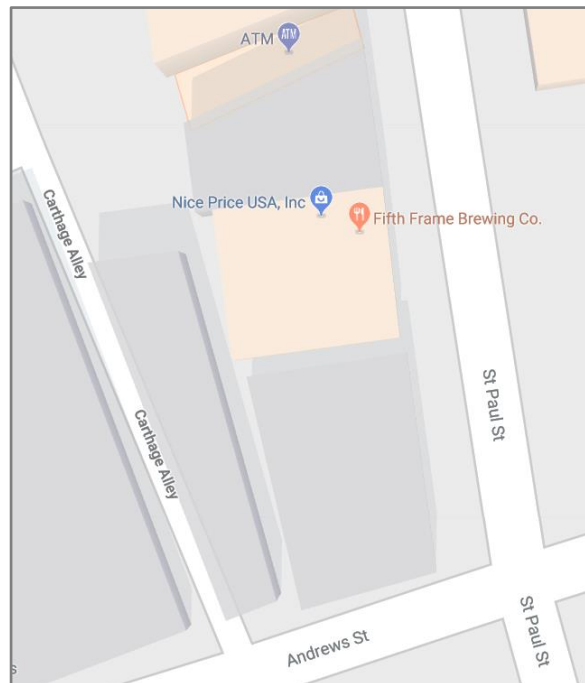 ATM
ATM
Nice Price USA, Inc
Fifth Frame Brewing Co.
Carthage Alley
St Paul St
Carthage Alley
St Paul St
Andrews St
s